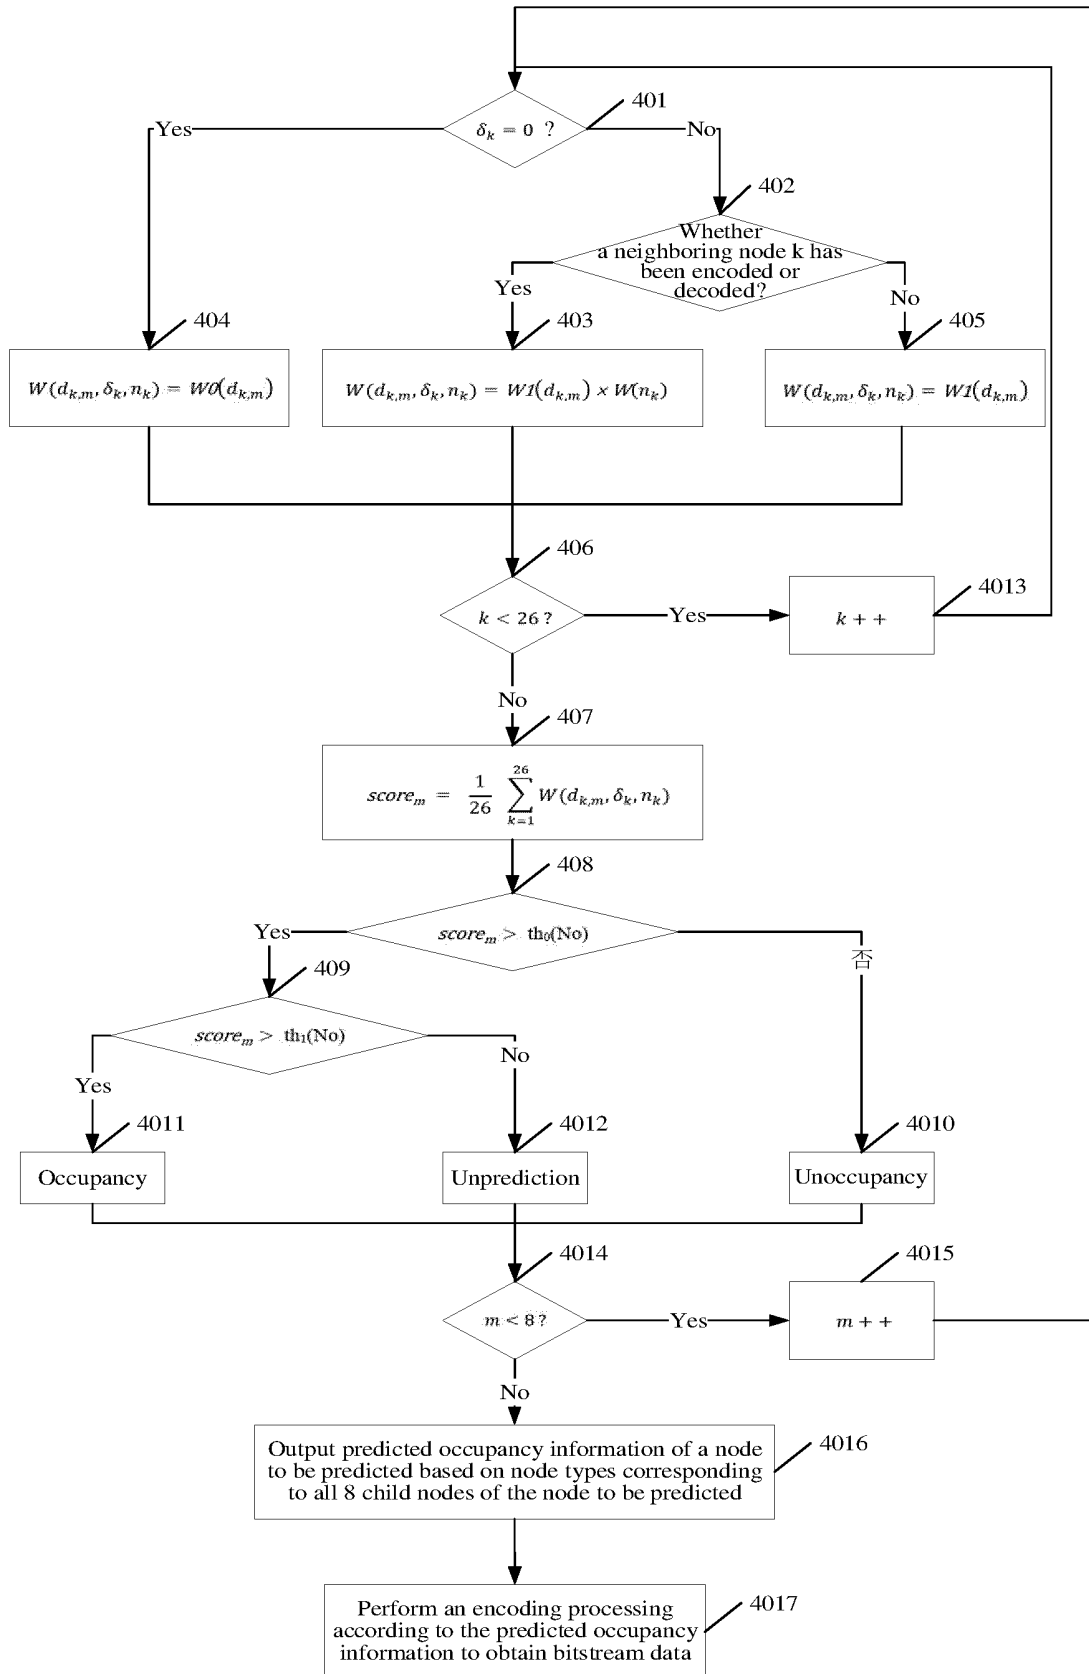 401
δₖ = 0 ?
Yes
No
402
Whether
a neighboring node k has
been encoded or
decoded?
Yes
No
404
403
405
W(dₖ,ₘ, δₖ, nₖ) = W0(dₖ,ₘ)
W(dₖ,ₘ, δₖ, nₖ) = W1(dₖ,ₘ) × W(nₖ)
W(dₖ,ₘ, δₖ, nₖ) = W1(dₖ,ₘ)
406
4013
k < 26 ?
Yes
k + +
No
407
scoreₘ = 1/26 ∑_{k=1}^{26} W(dₖ,ₘ, δₖ, nₖ)
408
scoreₘ > th₀(No)
Yes
否
409
scoreₘ > th₁(No)
Yes
No
4011
4012
4010
Occupancy
Unprediction
Unoccupancy
4014
4015
m < 8 ?
Yes
m + +
No
Output predicted occupancy information of a node
to be predicted based on node types corresponding
to all 8 child nodes of the node to be predicted
4016
Perform an encoding processing
according to the predicted occupancy
information to obtain bitstream data
4017